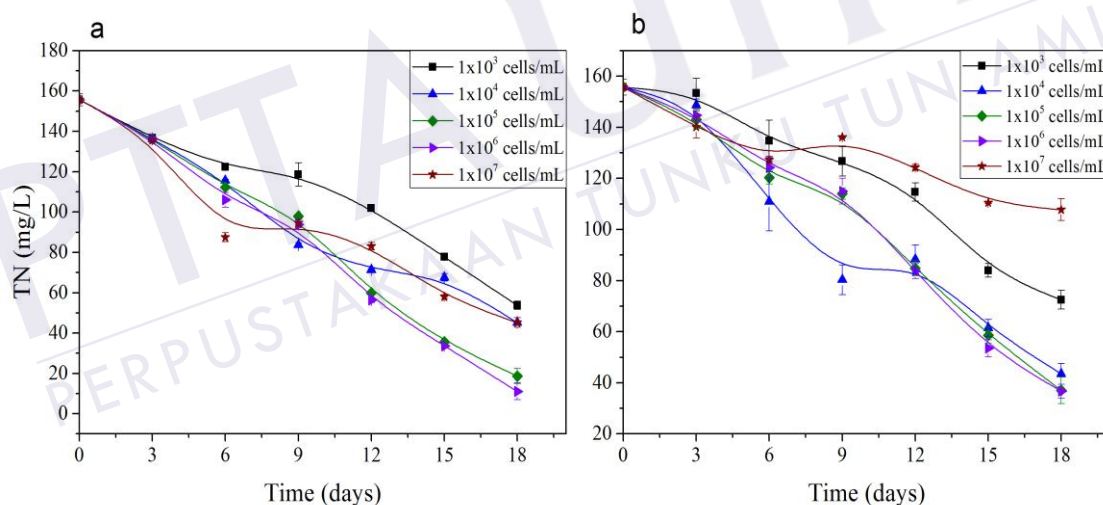 a
b
180
160
140
120
100
80
60
40
20
0
TN (mg/L)
1x10³ cells/mL
1x10⁴ cells/mL
1x10⁵ cells/mL
1x10⁶ cells/mL
1x10⁷ cells/mL
0 3 6 9 12 15 18
Time (days)
160
140
120
100
80
60
40
20
1x10³ cells/mL
1x10⁴ cells/mL
1x10⁵ cells/mL
1x10⁶ cells/mL
1x10⁷ cells/mL
0 3 6 9 12 15 18
Time (days)
PERPUSTAKAAN TUNKU TUN AMI